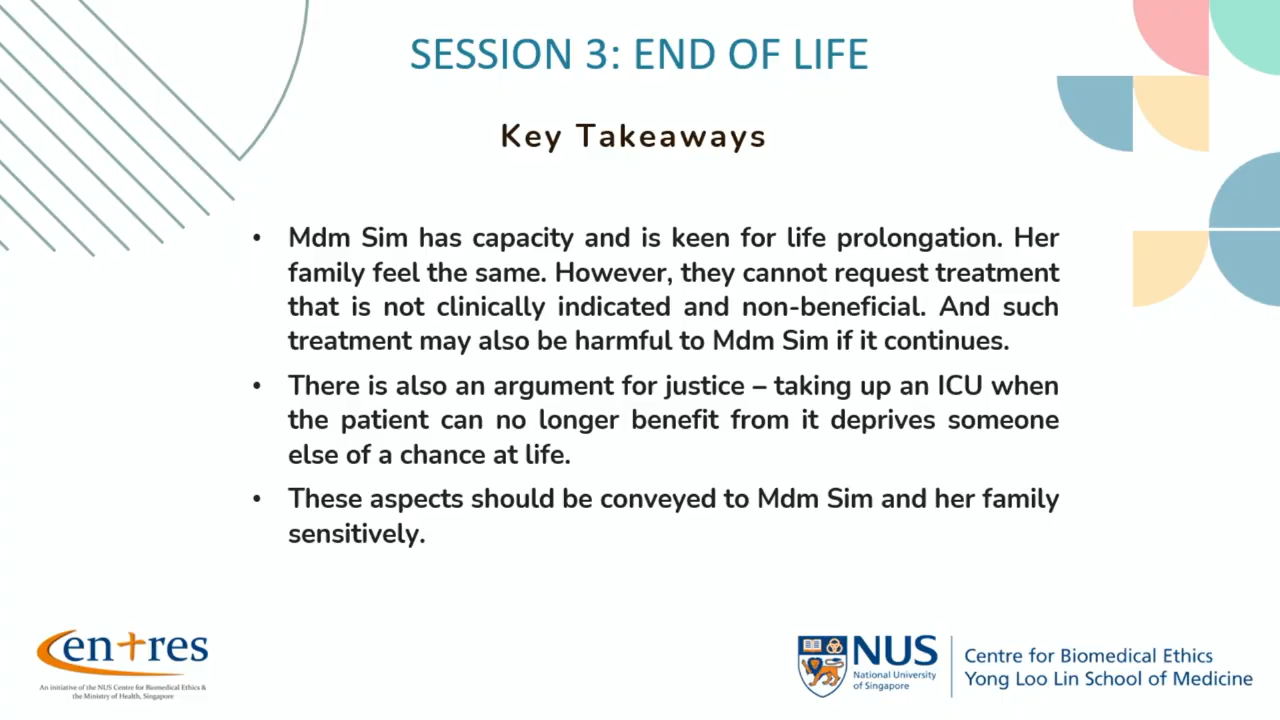 SESSION 3: END OF LIFE
Key Takeaways
• Mdm Sim has capacity and is keen for life prolongation. Her
family feel the same. However, they cannot request treatment
that is not clinically indicated and non-beneficial. And such
treatment may also be harmful to Mdm Sim if it continues.
• There is also an argument for justice – taking up an ICU when
the patient can no longer benefit from it deprives someone
else of a chance at life.
• These aspects should be conveyed to Mdm Sim and her family
sensitively.
Centres
An initiative of the NUS Centre for Biomedical Ethics &
the Ministry of Health, Singapore
NUS
National University
of Singapore
Centre for Biomedical Ethics
Yong Loo Lin School of Medicine